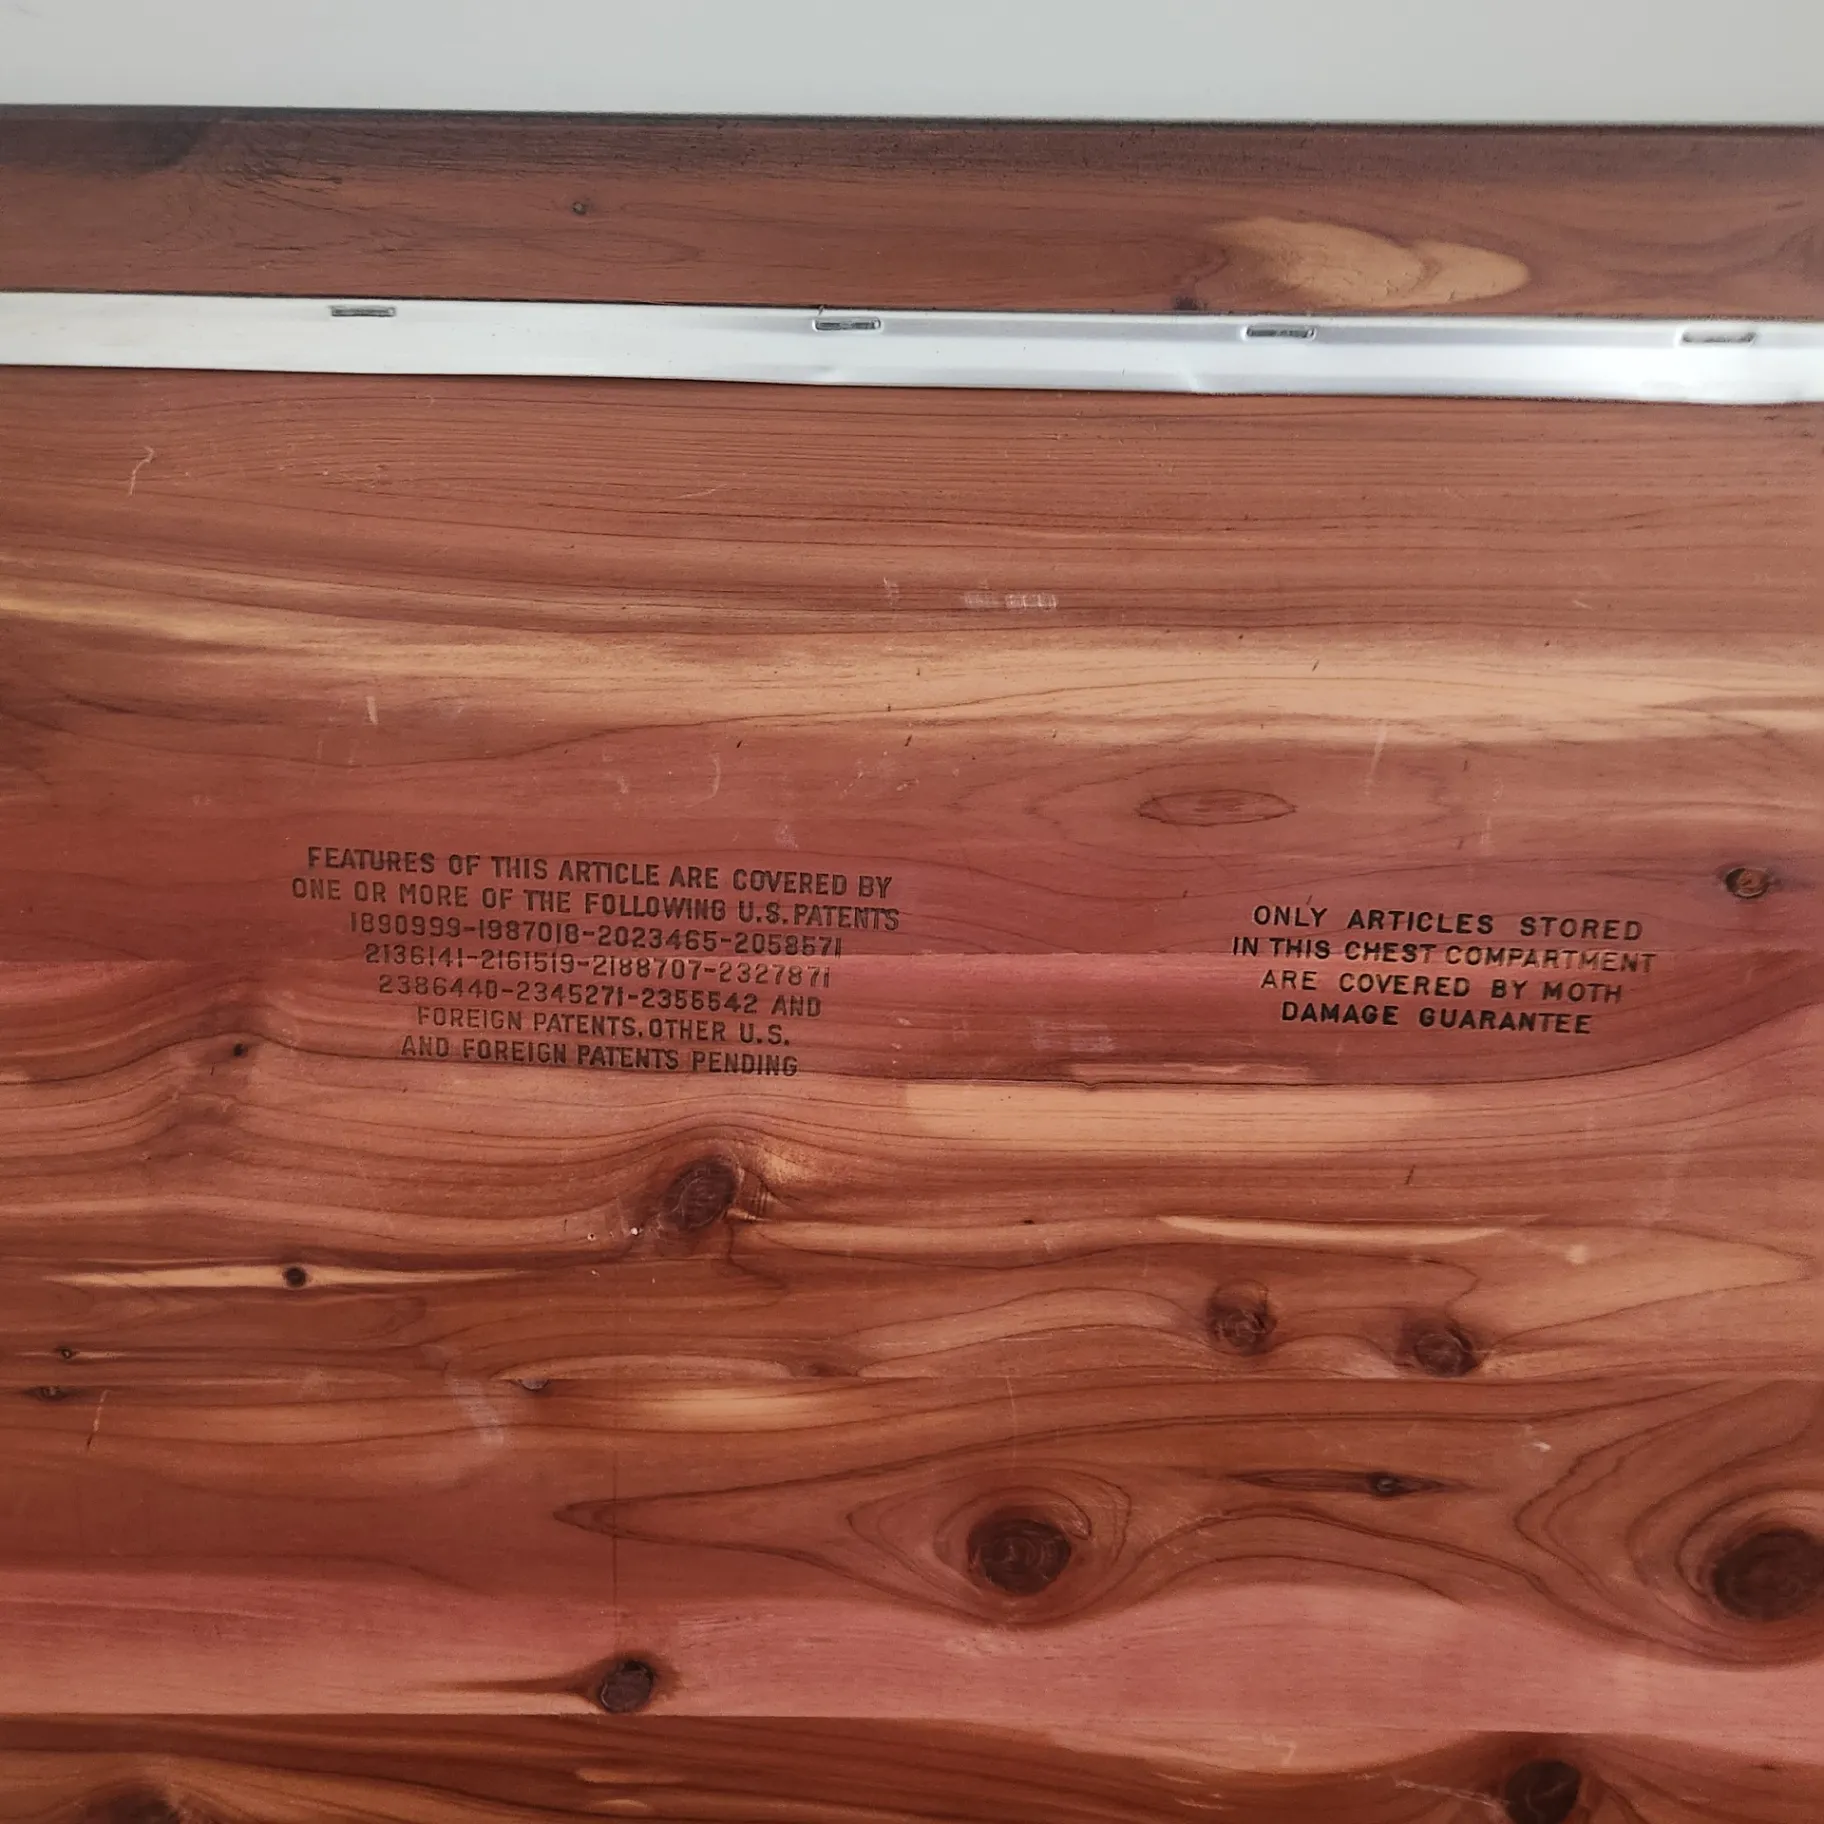 FEATURES OF THIS ARTICLE ARE COVERED BY
ONE OR MORE OF THE FOLLOWING U.S. PATENTS
1890999-1987018-2023465-2058571
2136141-2161519-2188707-2327871
2386440-2345271-2356542 AND
FOREIGN PATENTS. OTHER U.S.
AND FOREIGN PATENTS PENDING
ONLY ARTICLES STORED
IN THIS CHEST COMPARTMENT
ARE COVERED BY MOTH
DAMAGE GUARANTEE